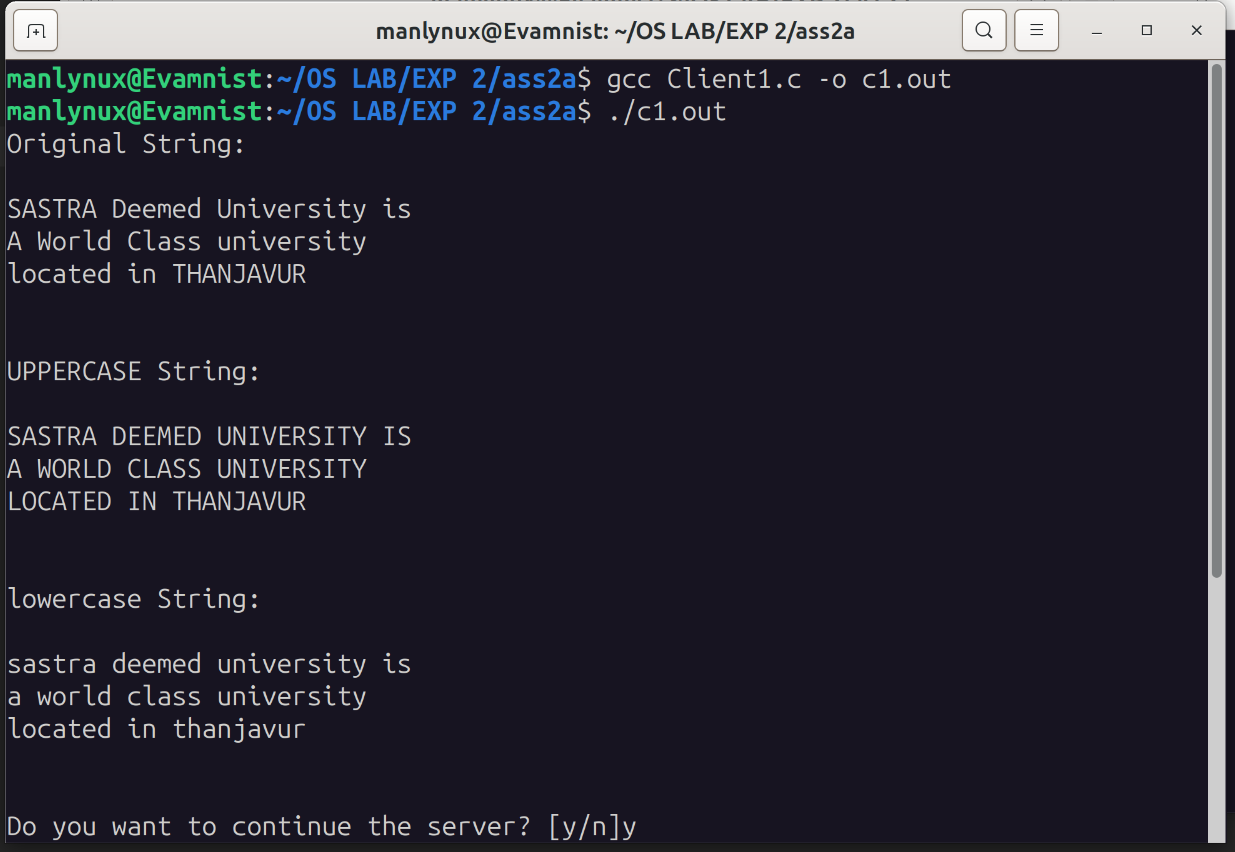 manlynux@Evamnist: ~/OS LAB/EXP 2/ass2a
manlynux@Evamnist:~/OS LAB/EXP 2/ass2a$ gcc Client1.c -o c1.out
manlynux@Evamnist:~/OS LAB/EXP 2/ass2a$ ./c1.out
Original String:
SASTRA Deemed University is
A World Class university
located in THANJAVUR
UPPERCASE String:
SASTRA DEEMED UNIVERSITY IS
A WORLD CLASS UNIVERSITY
LOCATED IN THANJAVUR
lowercase String:
sastra deemed university is
a world class university
located in thanjavur
Do you want to continue the server? [y/n]y